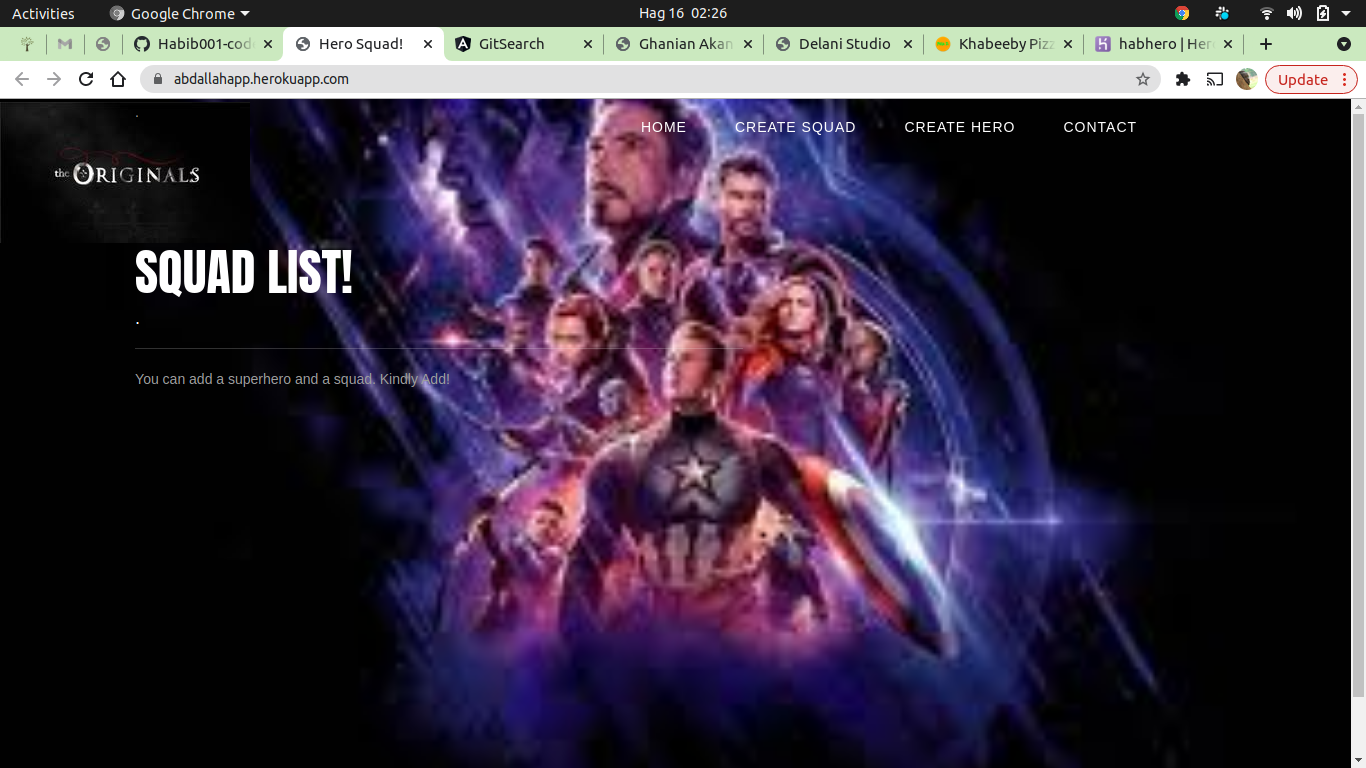 Activities Google Chrome Hag 16 02:26
Habib001-cod Hero Squad! GitSearch Ghanian Akan Delani Studio Khabeeby Pizz habhero | Her
abdallahapp.herokuapp.com Update
HOME CREATE SQUAD CREATE HERO CONTACT
the ORIGINALS
SQUAD LIST!
.
You can add a superhero and a squad. Kindly Add!